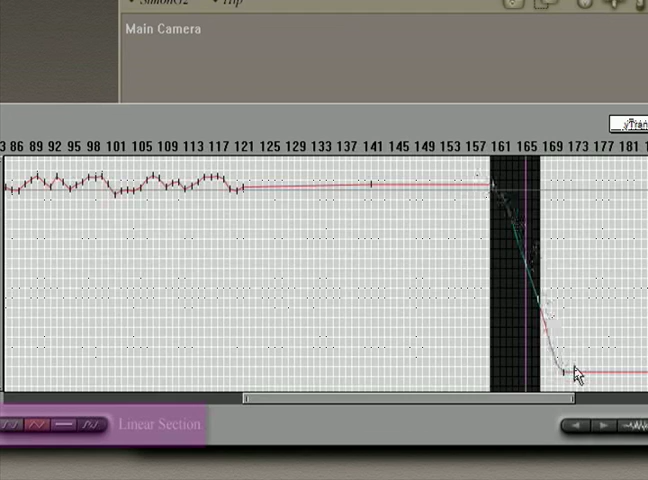 Main Camera
yTran
86 89 92 95 98 101 105 109 113 117 121 125 129 133 137 141 145 149 153 157 161 165 169 173 177 181
Linear Section